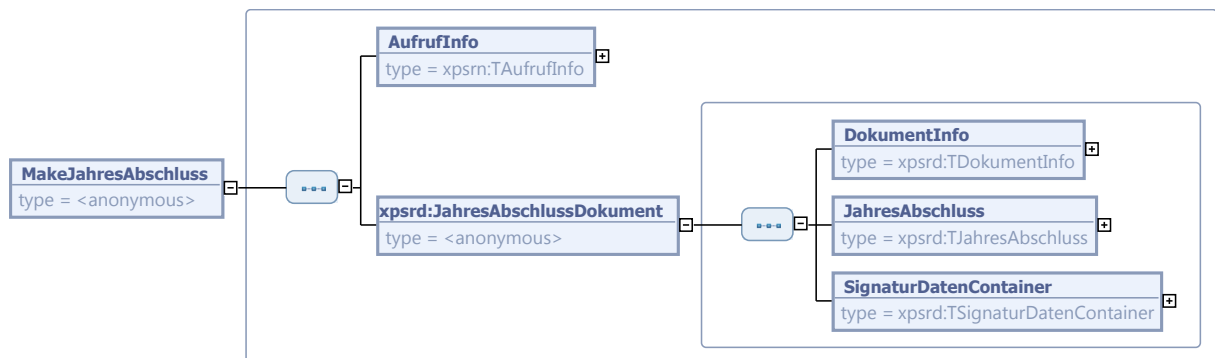 AufrufInfo
type = xpsrn:TAufrufInfo
MakeJahresAbschluss
type = <anonymous>
xpsrd:JahresAbschlussDokument
type = <anonymous>
DokumentInfo
type = xpsrd:TDokumentInfo
JahresAbschluss
type = xpsrd:TJahresAbschluss
SignaturDatenContainer
type = xpsrd:TSignaturDatenContainer